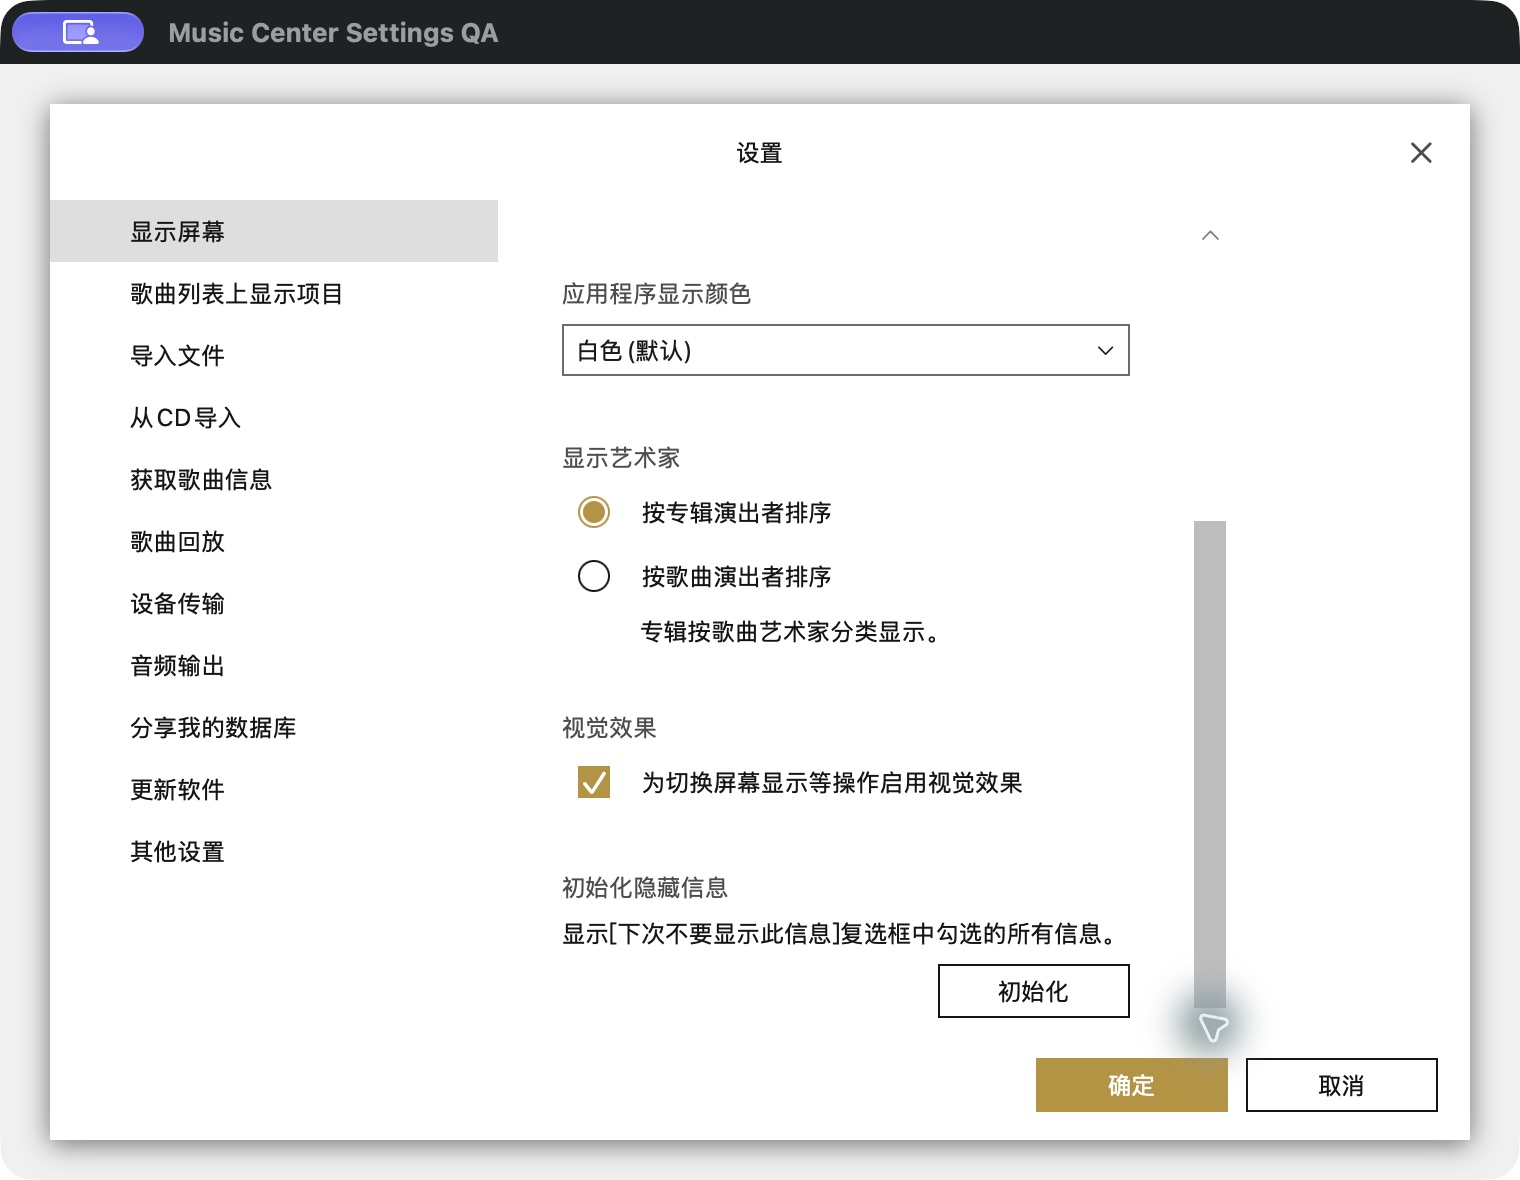 Music Center Settings QA
设置
显示屏幕
歌曲列表上显示项目
导入文件
从CD导入
获取歌曲信息
歌曲回放
设备传输
音频输出
分享我的数据库
更新软件
其他设置
应用程序显示颜色
白色 (默认)
显示艺术家
按专辑演出者排序
按歌曲演出者排序
专辑按歌曲艺术家分类显示。
视觉效果
为切换屏幕显示等操作启用视觉效果
初始化隐藏信息
显示[下次不要显示此信息]复选框中勾选的所有信息。
初始化
确定
取消